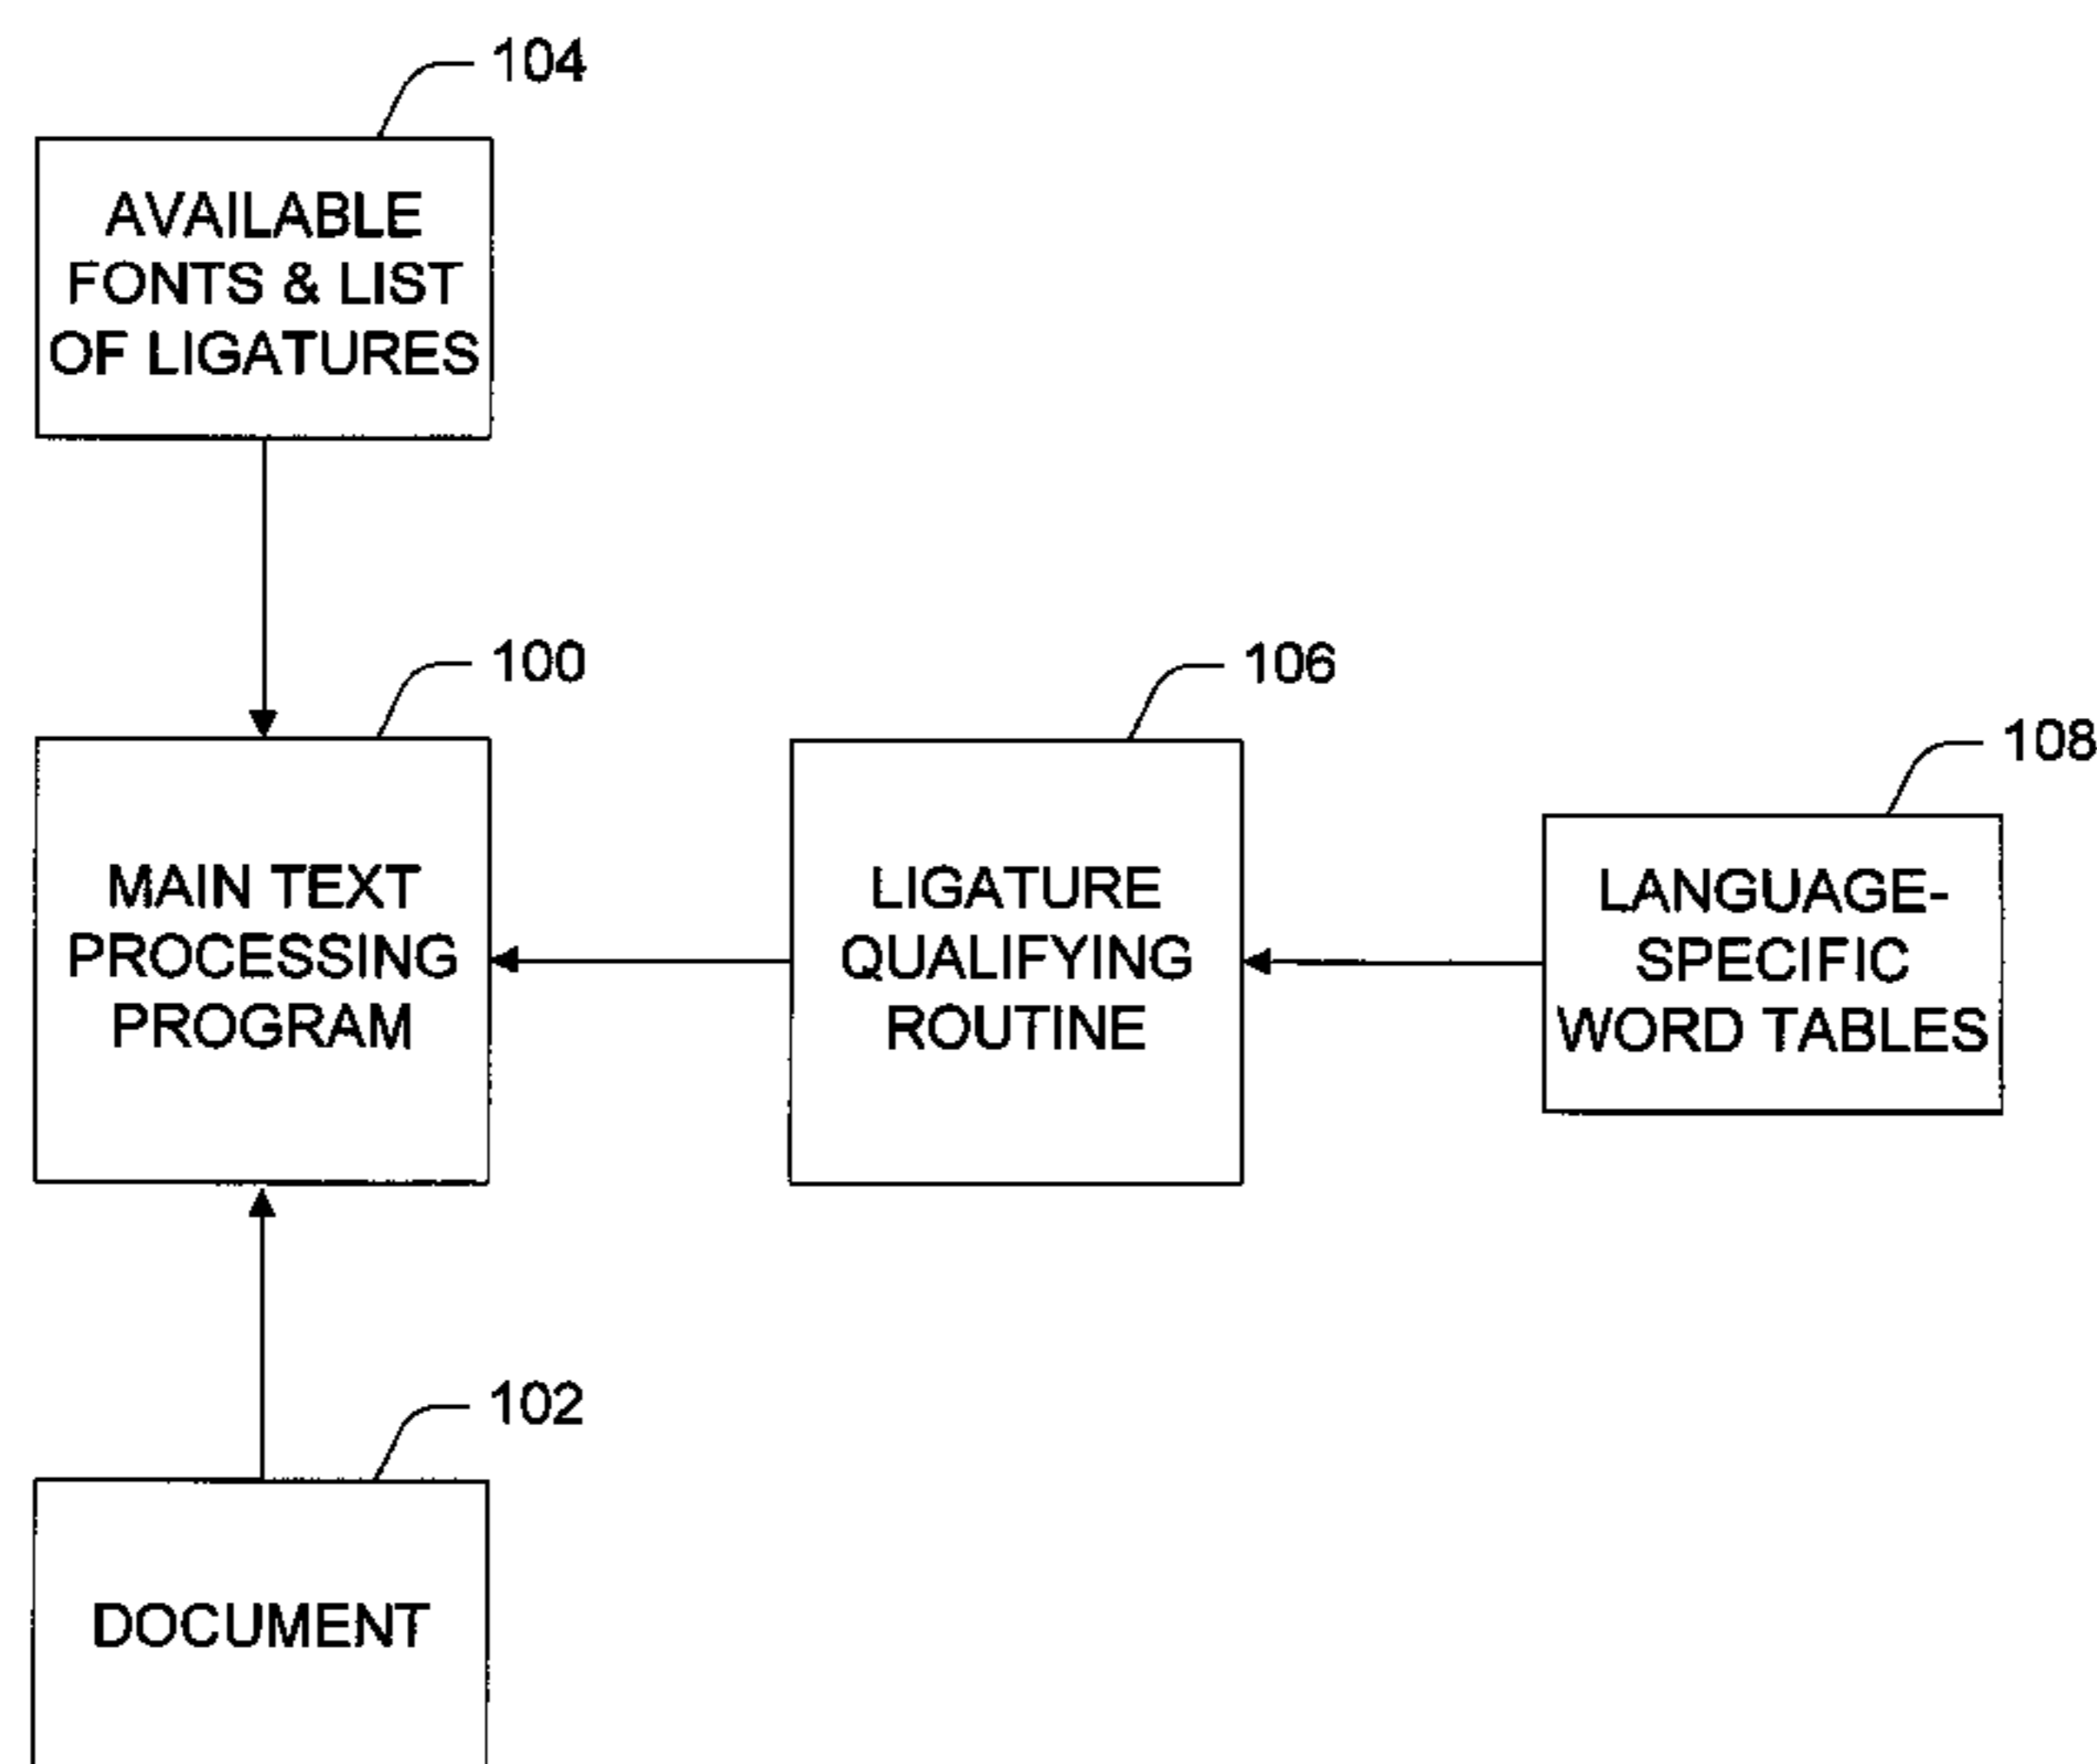 104
AVAILABLE
FONTS & LIST
OF LIGATURES
100
MAIN TEXT
PROCESSING
PROGRAM
106
LIGATURE
QUALIFYING
ROUTINE
108
LANGUAGE-
SPECIFIC
WORD TABLES
102
DOCUMENT